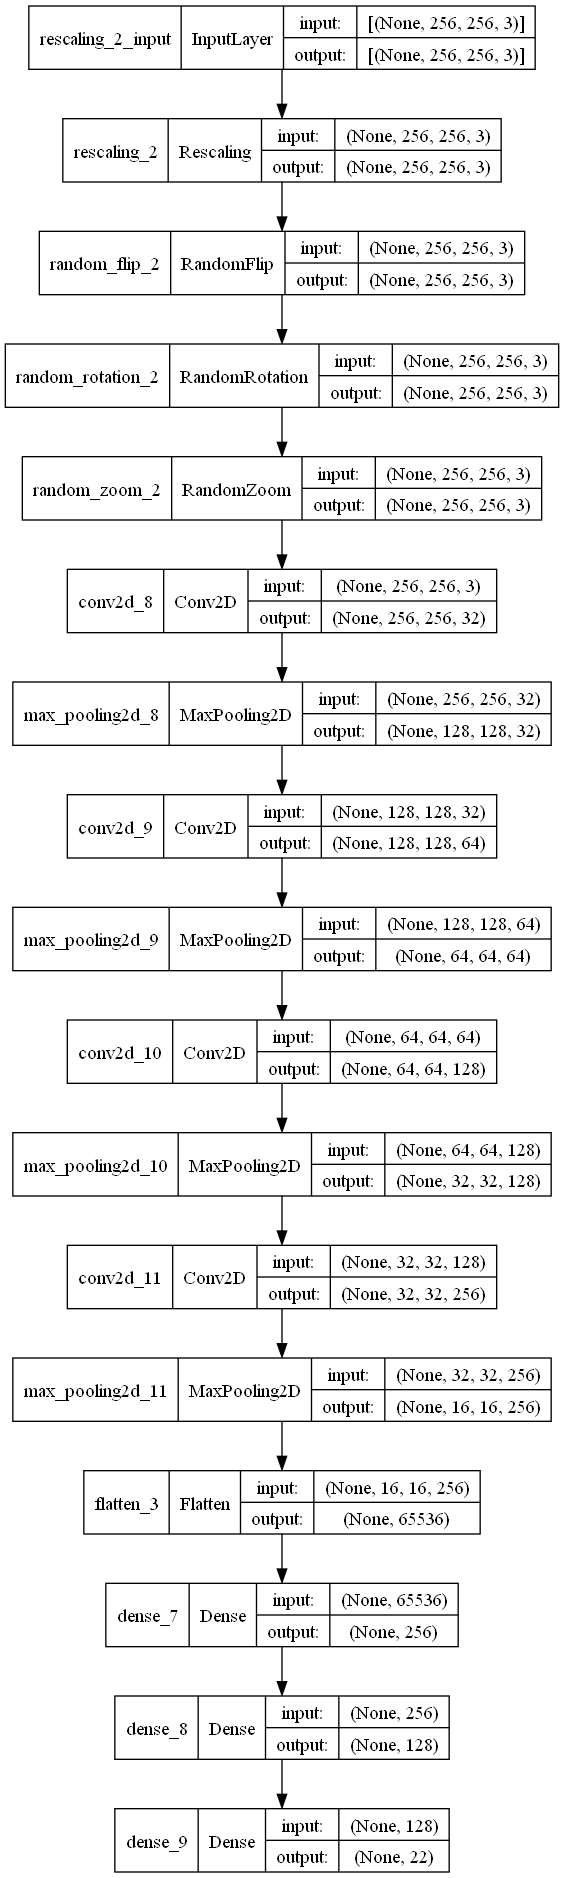 rescaling_2_input InputLayer input: [(None, 256, 256, 3)]
output: [(None, 256, 256, 3)]
rescaling_2 Rescaling input: (None, 256, 256, 3)
output: (None, 256, 256, 3)
random_flip_2 RandomFlip input: (None, 256, 256, 3)
output: (None, 256, 256, 3)
random_rotation_2 RandomRotation input: (None, 256, 256, 3)
output: (None, 256, 256, 3)
random_zoom_2 RandomZoom input: (None, 256, 256, 3)
output: (None, 256, 256, 3)
conv2d_8 Conv2D input: (None, 256, 256, 3)
output: (None, 256, 256, 32)
max_pooling2d_8 MaxPooling2D input: (None, 256, 256, 32)
output: (None, 128, 128, 32)
conv2d_9 Conv2D input: (None, 128, 128, 32)
output: (None, 128, 128, 64)
max_pooling2d_9 MaxPooling2D input: (None, 128, 128, 64)
output: (None, 64, 64, 64)
conv2d_10 Conv2D input: (None, 64, 64, 64)
output: (None, 64, 64, 128)
max_pooling2d_10 MaxPooling2D input: (None, 64, 64, 128)
output: (None, 32, 32, 128)
conv2d_11 Conv2D input: (None, 32, 32, 128)
output: (None, 32, 32, 256)
max_pooling2d_11 MaxPooling2D input: (None, 32, 32, 256)
output: (None, 16, 16, 256)
flatten_3 Flatten input: (None, 16, 16, 256)
output: (None, 65536)
dense_7 Dense input: (None, 65536)
output: (None, 256)
dense_8 Dense input: (None, 256)
output: (None, 128)
dense_9 Dense input: (None, 128)
output: (None, 22)